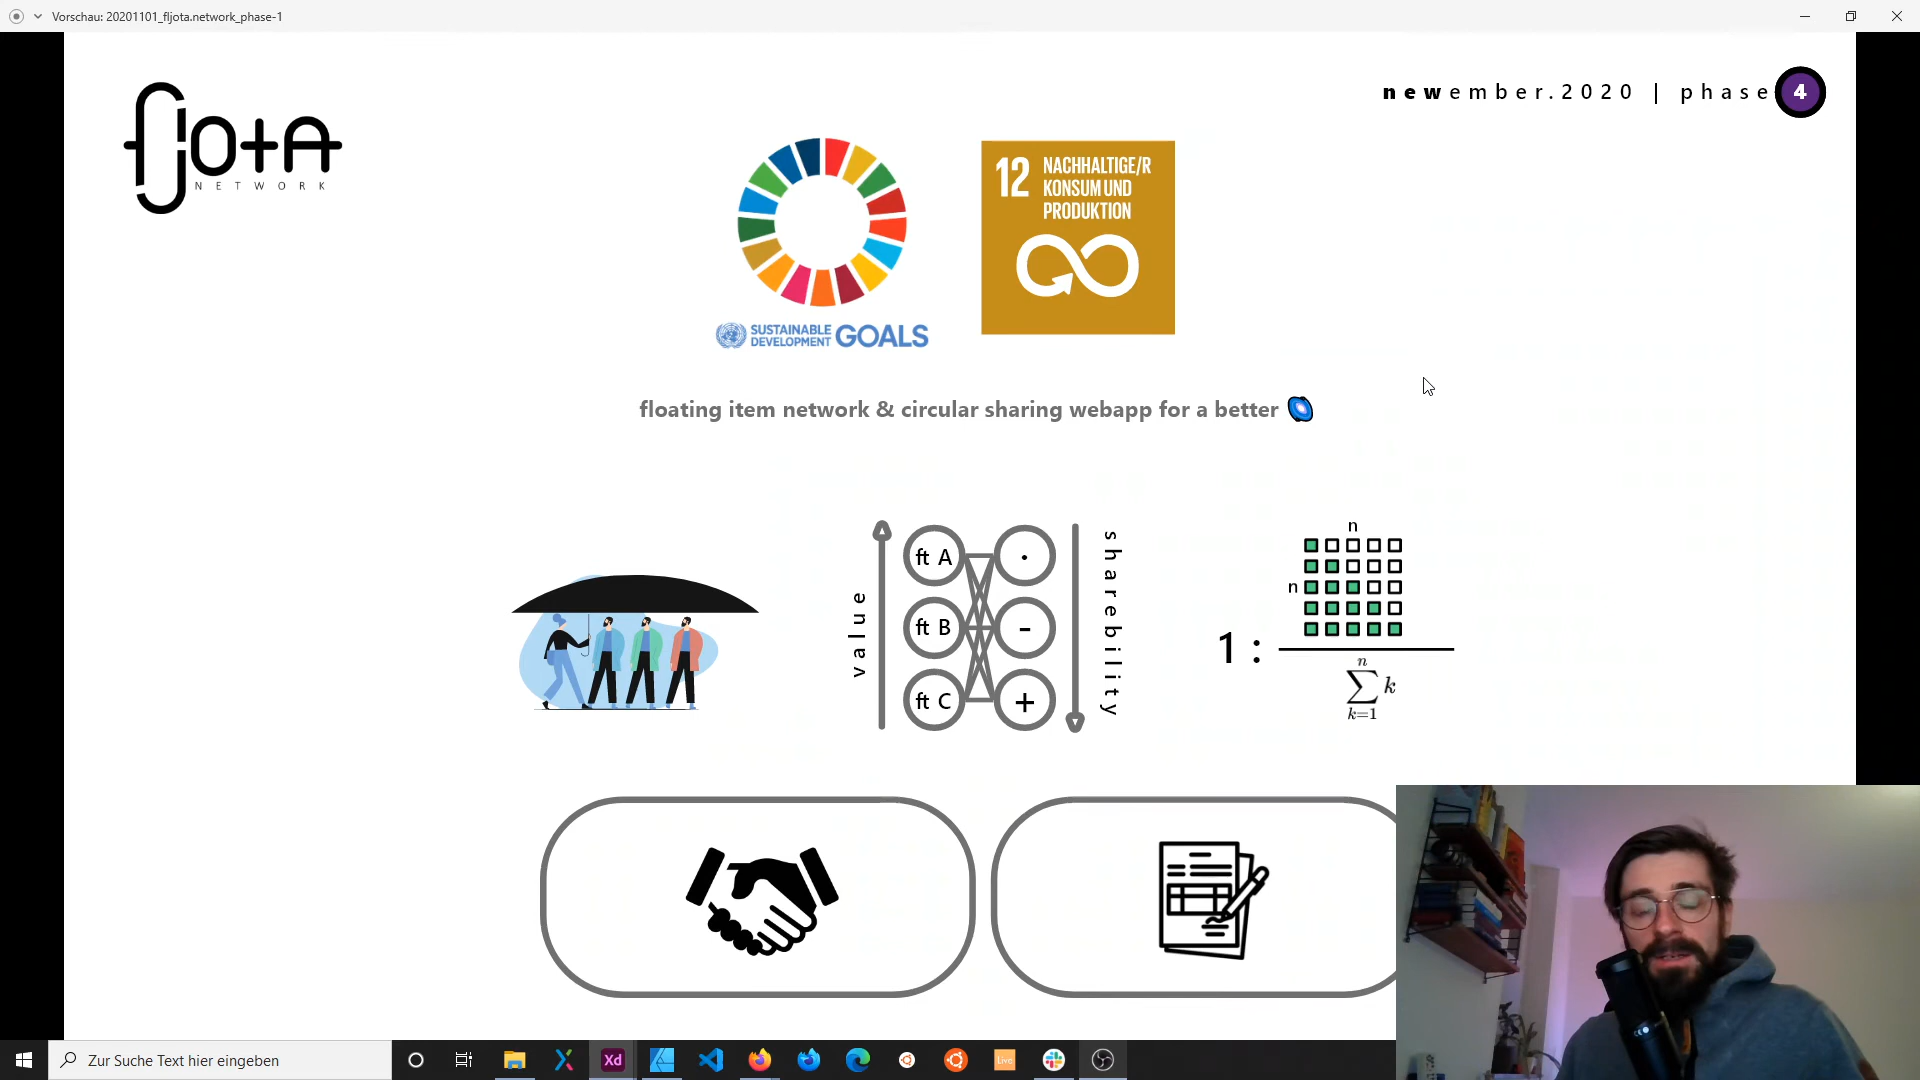 Vorschau: 20201101_fljota.network_phase-1
fljotA
NETWORK
newember.2020 | phase 4
12 NACHHALTIGE/R
KONSUM UND
PRODUKTION
SUSTAINABLE
DEVELOPMENT GOALS
floating item network & circular sharing webapp for a better
value
ft A
ft B
ft C
·
-
+
sharebility
n
n
1 :
n
∑ k
k=1
Zur Suche Text hier eingeben
Xd
Live